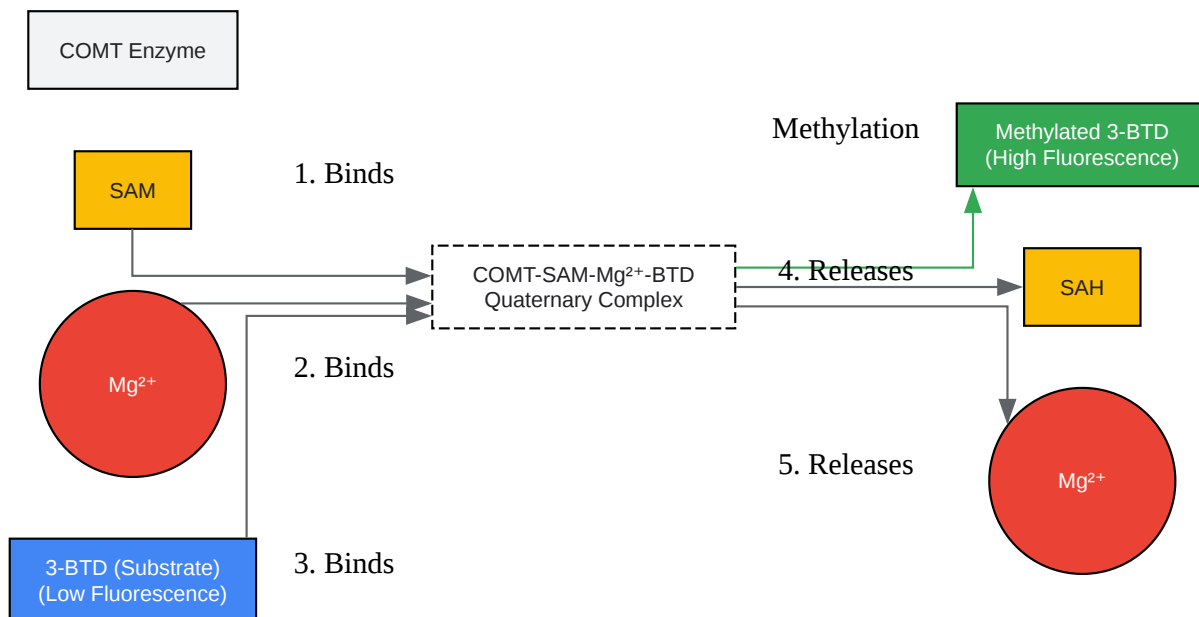 COMT Enzyme
SAM
1. Binds
Mg²⁺
2. Binds
3-BTD (Substrate)
(Low Fluorescence)
3. Binds
COMT-SAM-Mg²⁺-BTD
Quaternary Complex
Methylation
Methylated 3-BTD
(High Fluorescence)
4. Releases
SAH
5. Releases
Mg²⁺